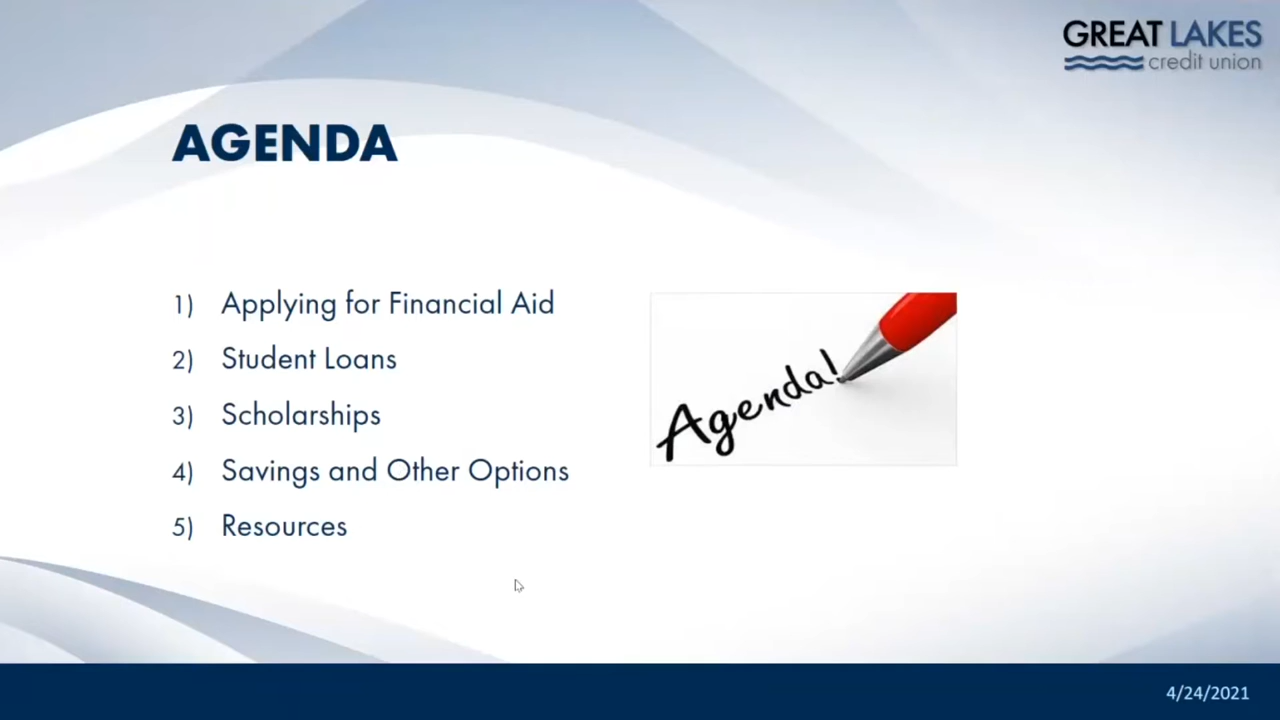 GREAT LAKES
credit union
AGENDA
1) Applying for Financial Aid
2) Student Loans
3) Scholarships
4) Savings and Other Options
5) Resources
Agenda!
4/24/2021